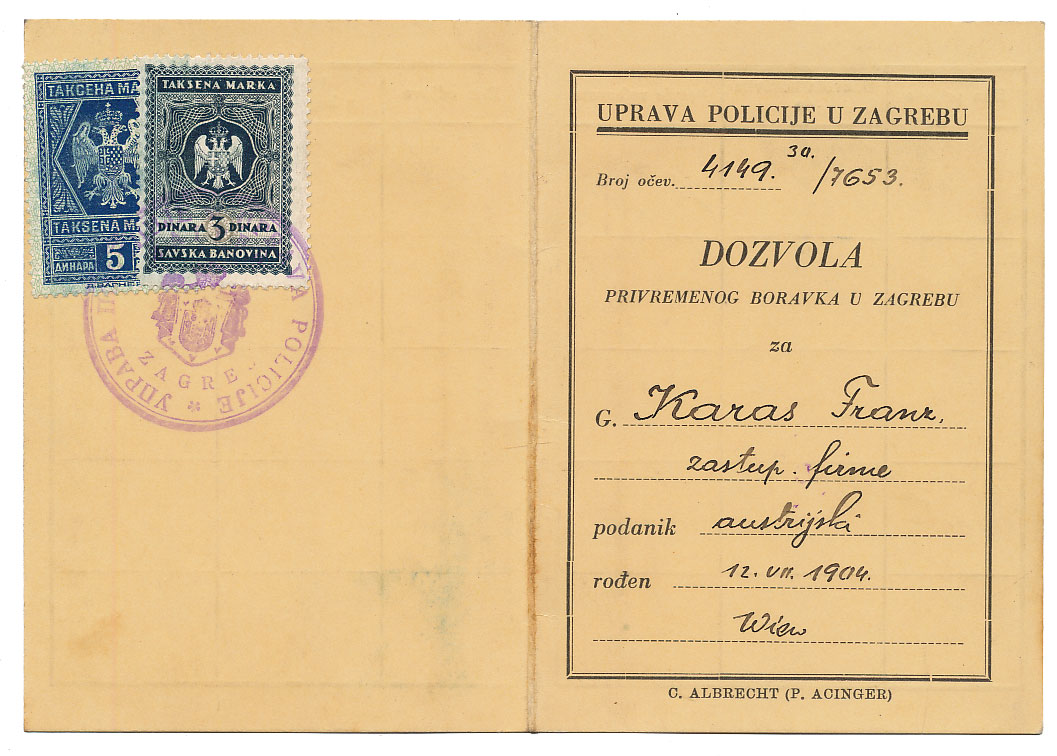 ТАКСЕНА МА
TAKSENA MA
ДИНАРА 5
TAKSENA MARKA
DINARA 3 DINARA
SAVSKA BANOVINA
УПРАВА П
A POLICIJE
ZAGRE
UPRAVA POLICIJE U ZAGREBU
Broj očev. 4149. 30. /7653.
DOZVOLA
PRIVREMENOG BORAVKA U ZAGREBU
za
G. Karas Franz,
zastup. firme
podanik austrijski
rođen 12. VII. 1904.
Wien
C. ALBRECHT (P. ACINGER)